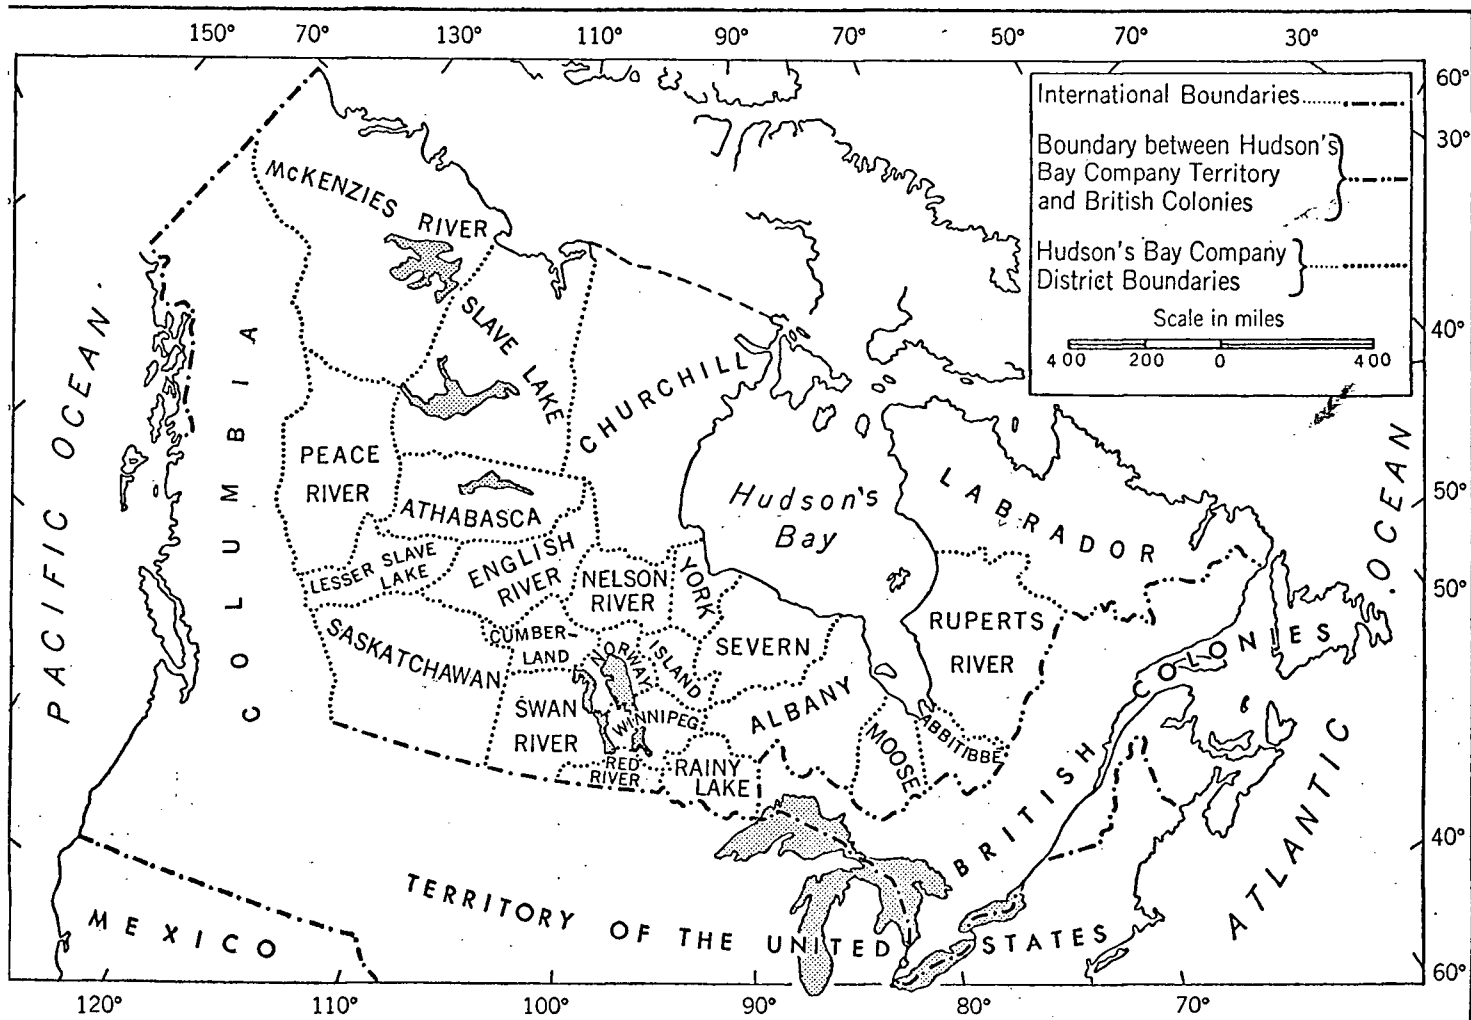 150° 70° 130° 110° 90° 70° 50° 70° 30°
60°
30°
40°
50°
50°
40°
60°
International Boundaries
Boundary between Hudson's
Bay Company Territory
and British Colonies
Hudson's Bay Company
District Boundaries
Scale in miles
400 200 0 400
McKENZIES RIVER
SLAVE LAKE
CHURCHILL
PACIFIC OCEAN
COLUMBIA
PEACE
RIVER
ATHABASCA
LESSER SLAVE
LAKE
ENGLISH
RIVER
NELSON
RIVER
YORK
Hudson's
Bay
LABRADOR
RUPERTS
RIVER
SASKATCHAWAN
CUMBER-
LAND
NORWAY
ISLAND
SEVERN
SWAN
RIVER
WINNIPEG
ALBANY
RED
RIVER
RAINY
LAKE
MOOSE
ABBITIBBE
BRITISH COLONIES
ATLANTIC OCEAN
MEXICO
TERRITORY OF THE UNITED STATES
120° 110° 100° 90° 80° 70°